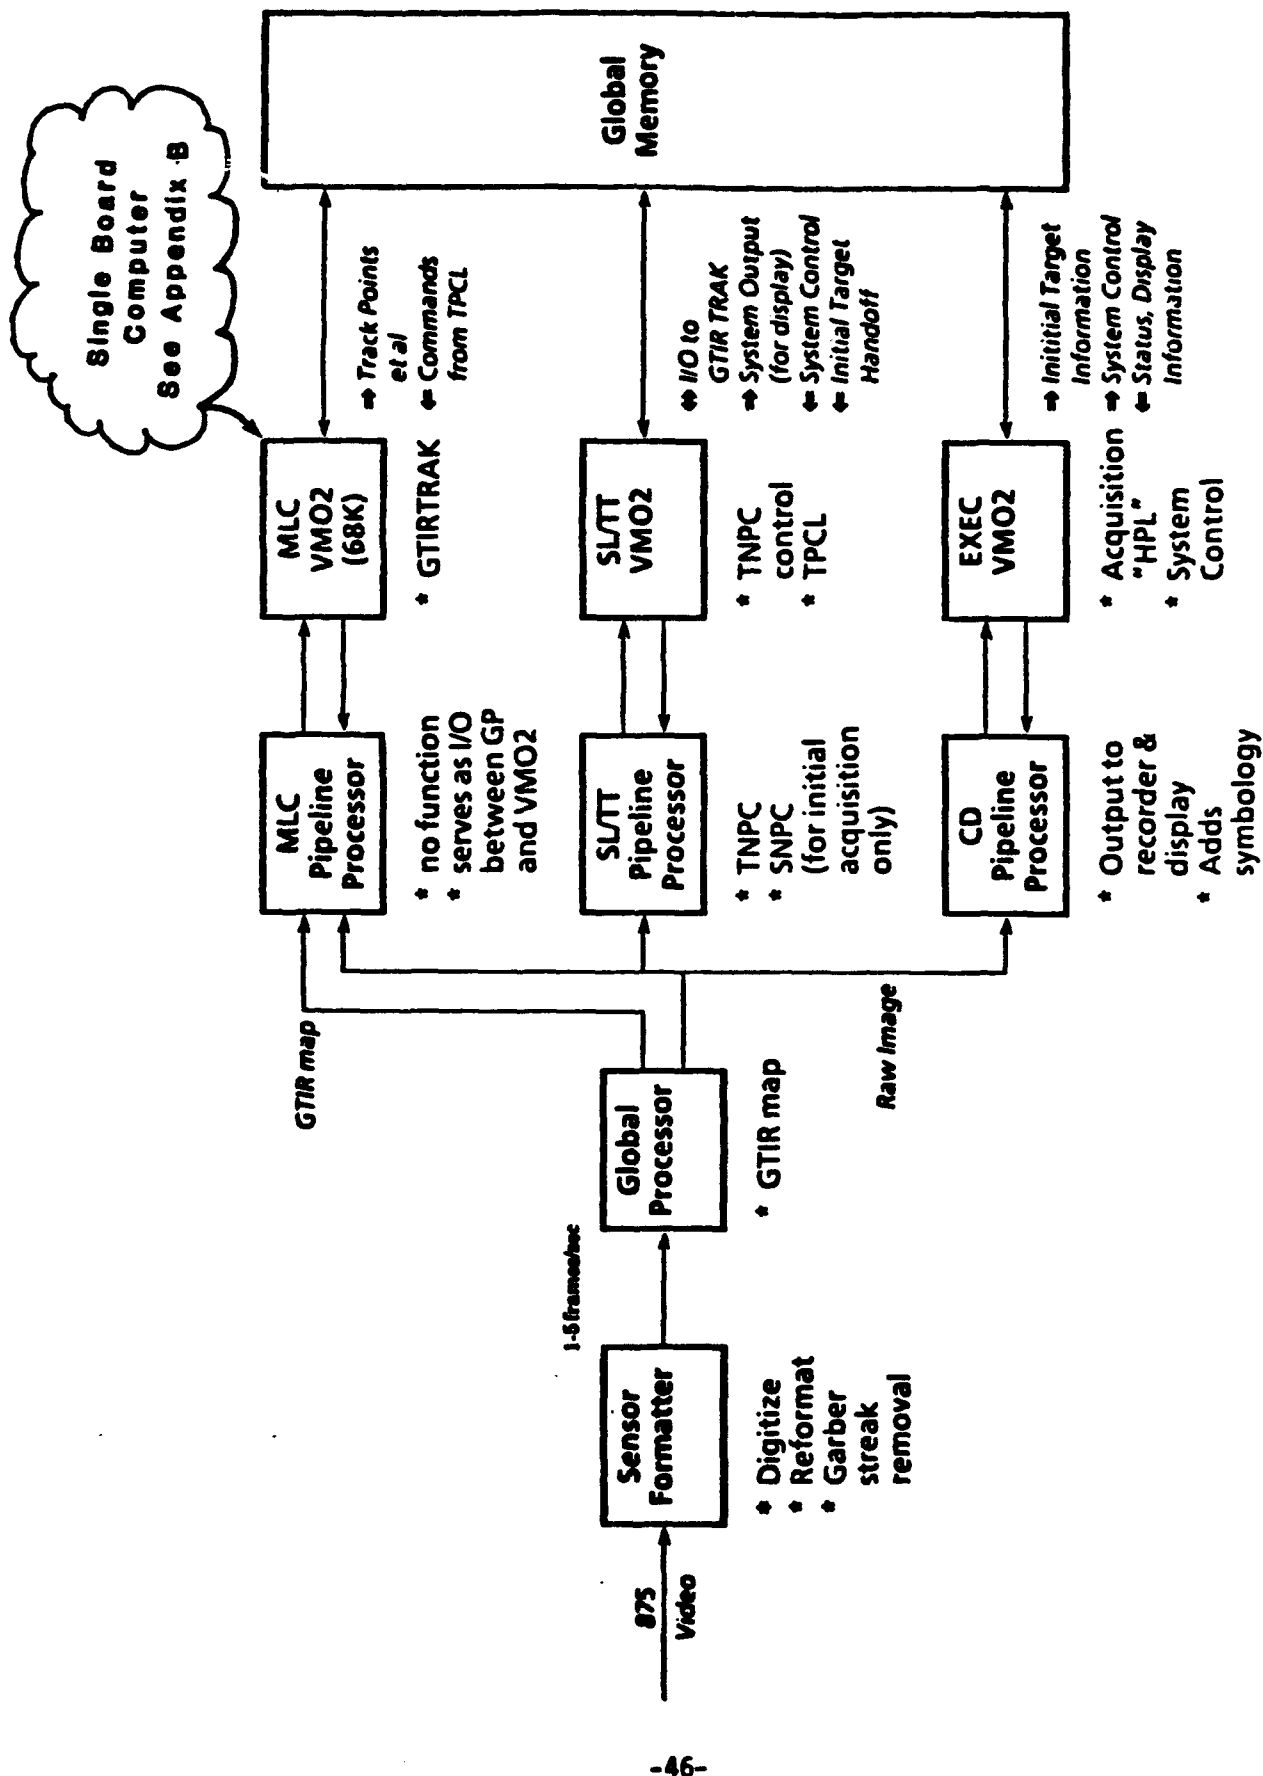 Single Board
Computer
See Appendix B
875
Video
Sensor
Formatter
* Digitize
* Reformat
* Garber
streak
removal
1-5 frames/sec
Global
Processor
* GTIR map
GTIR map
Raw Image
MLC
Pipeline
Processor
* no function
* serves as I/O
between GP
and VMO2
MLC
VMO2
(68K)
* GTIRTRAK
⇒ Track Points
et al
⇐ Commands
from TPCL
SL/TT
Pipeline
Processor
* TNPC
* SNPC
(for initial
acquisition
only)
SL/TT
VMO2
* TNPC
control
* TPCL
⇔ I/O to
GTIR TRAK
⇒ System Output
(for display)
⇐ System Control
⇐ Initial Target
Handoff
CD
Pipeline
Processor
* Output to
recorder &
display
* Adds
symbology
EXEC
VMO2
* Acquisition
"HPL"
* System
Control
⇒ Inititial Target
Information
⇒ System Control
⇐ Status, Display
Information
Global
Memory
-46-